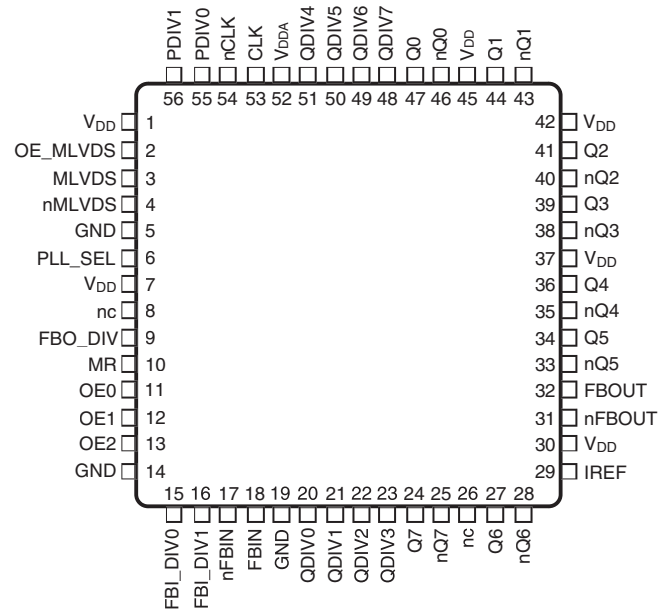 PDIV1
PDIV0
nCLK
CLK
VDDA
QDIV4
QDIV5
QDIV6
QDIV7
Q0
nQ0
VDD
Q1
nQ1
56 55 54 53 52 51 50 49 48 47 46 45 44 43
VDD 1
OE_MLVDS 2
MLVDS 3
nMLVDS 4
GND 5
PLL_SEL 6
VDD 7
nc 8
FBO_DIV 9
MR 10
OE0 11
OE1 12
OE2 13
GND 14
42 VDD
41 Q2
40 nQ2
39 Q3
38 nQ3
37 VDD
36 Q4
35 nQ4
34 Q5
33 nQ5
32 FBOUT
31 nFBOUT
30 VDD
29 IREF
15 16 17 18 19 20 21 22 23 24 25 26 27 28
FBI_DIV0
FBI_DIV1
nFBIN
FBIN
GND
QDIV0
QDIV1
QDIV2
QDIV3
Q7
nQ7
nc
Q6
nQ6